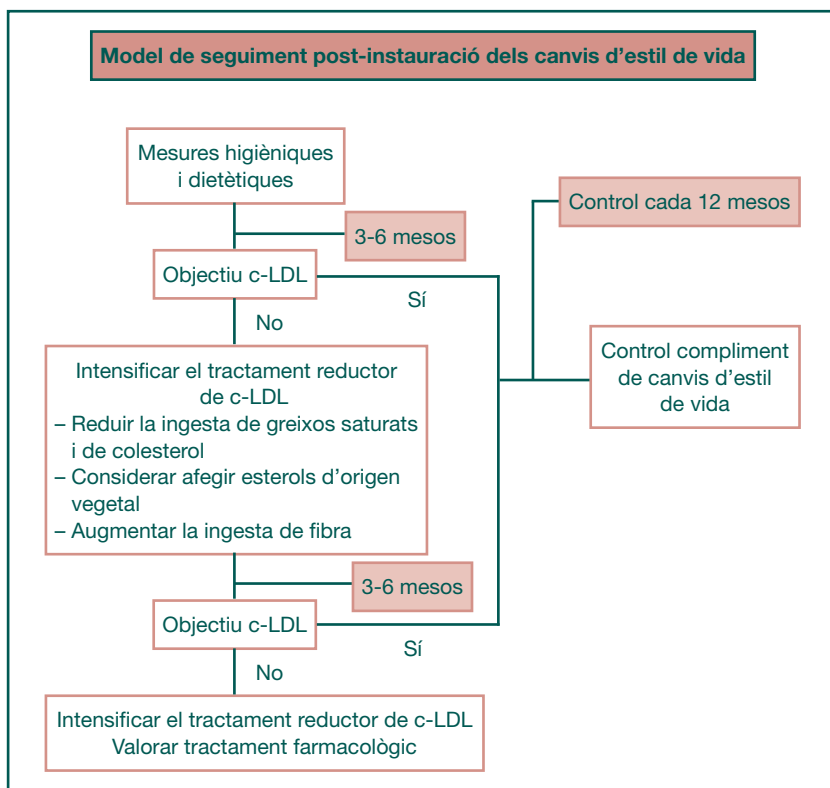 Model de seguiment post-instauració dels canvis d'estil de vida
Mesures higièniques
i dietètiques
Control cada 12 mesos
3-6 mesos
Objectiu c-LDL
Sí
No
Intensificar el tractament reductor
de c-LDL
– Reduir la ingesta de greixos saturats
i de colesterol
– Considerar afegir esterols d'origen
vegetal
– Augmentar la ingesta de fibra
Control compliment
de canvis d'estil
de vida
3-6 mesos
Objectiu c-LDL
Sí
No
Intensificar el tractament reductor de c-LDL
Valorar tractament farmacològic